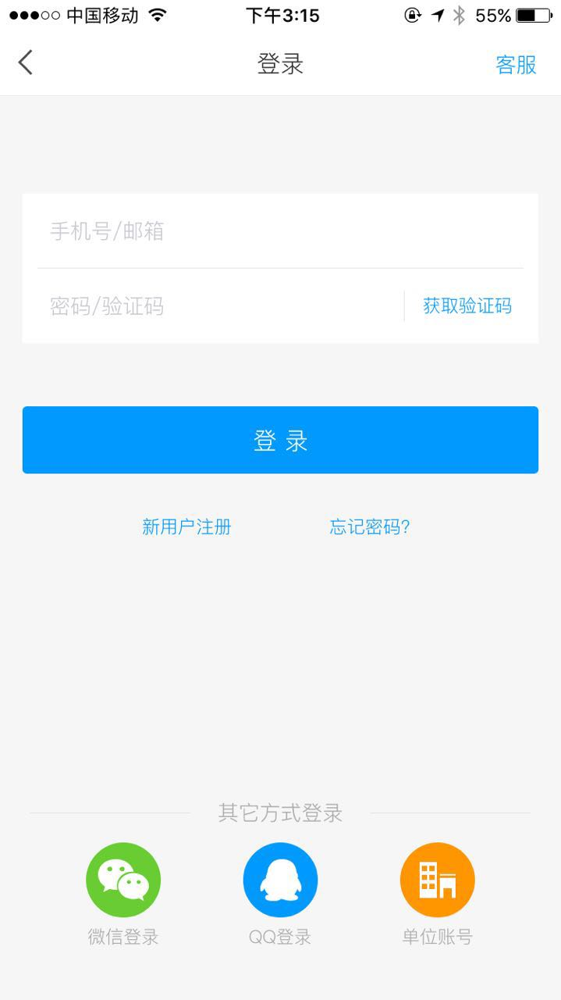 中国移动 下午3:15 55%
登录 客服
手机号/邮箱
密码/验证码 获取验证码
登 录
新用户注册 忘记密码?
其它方式登录
微信登录 QQ登录 单位账号